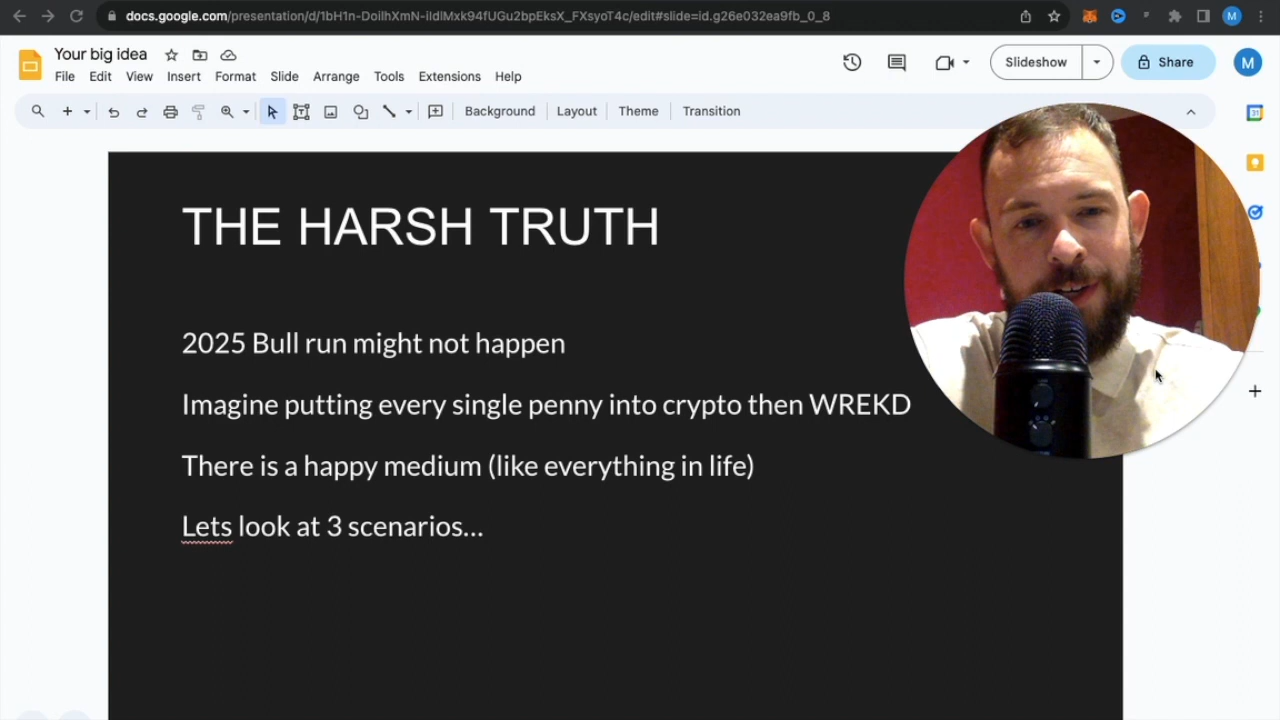 docs.google.com/presentation/d/1bH1n-DoilhXmN-iIdlMxk94fUGu2bpEksX_FXsyoT4c/edit#slide=id.g26e032ea9fb_0_8
M
Your big idea
File Edit View Insert Format Slide Arrange Tools Extensions Help
Slideshow
Share
M
Background
Layout
Theme
Transition
31
THE HARSH TRUTH
2025 Bull run might not happen
Imagine putting every single penny into crypto then WREKD
There is a happy medium (like everything in life)
Lets look at 3 scenarios...